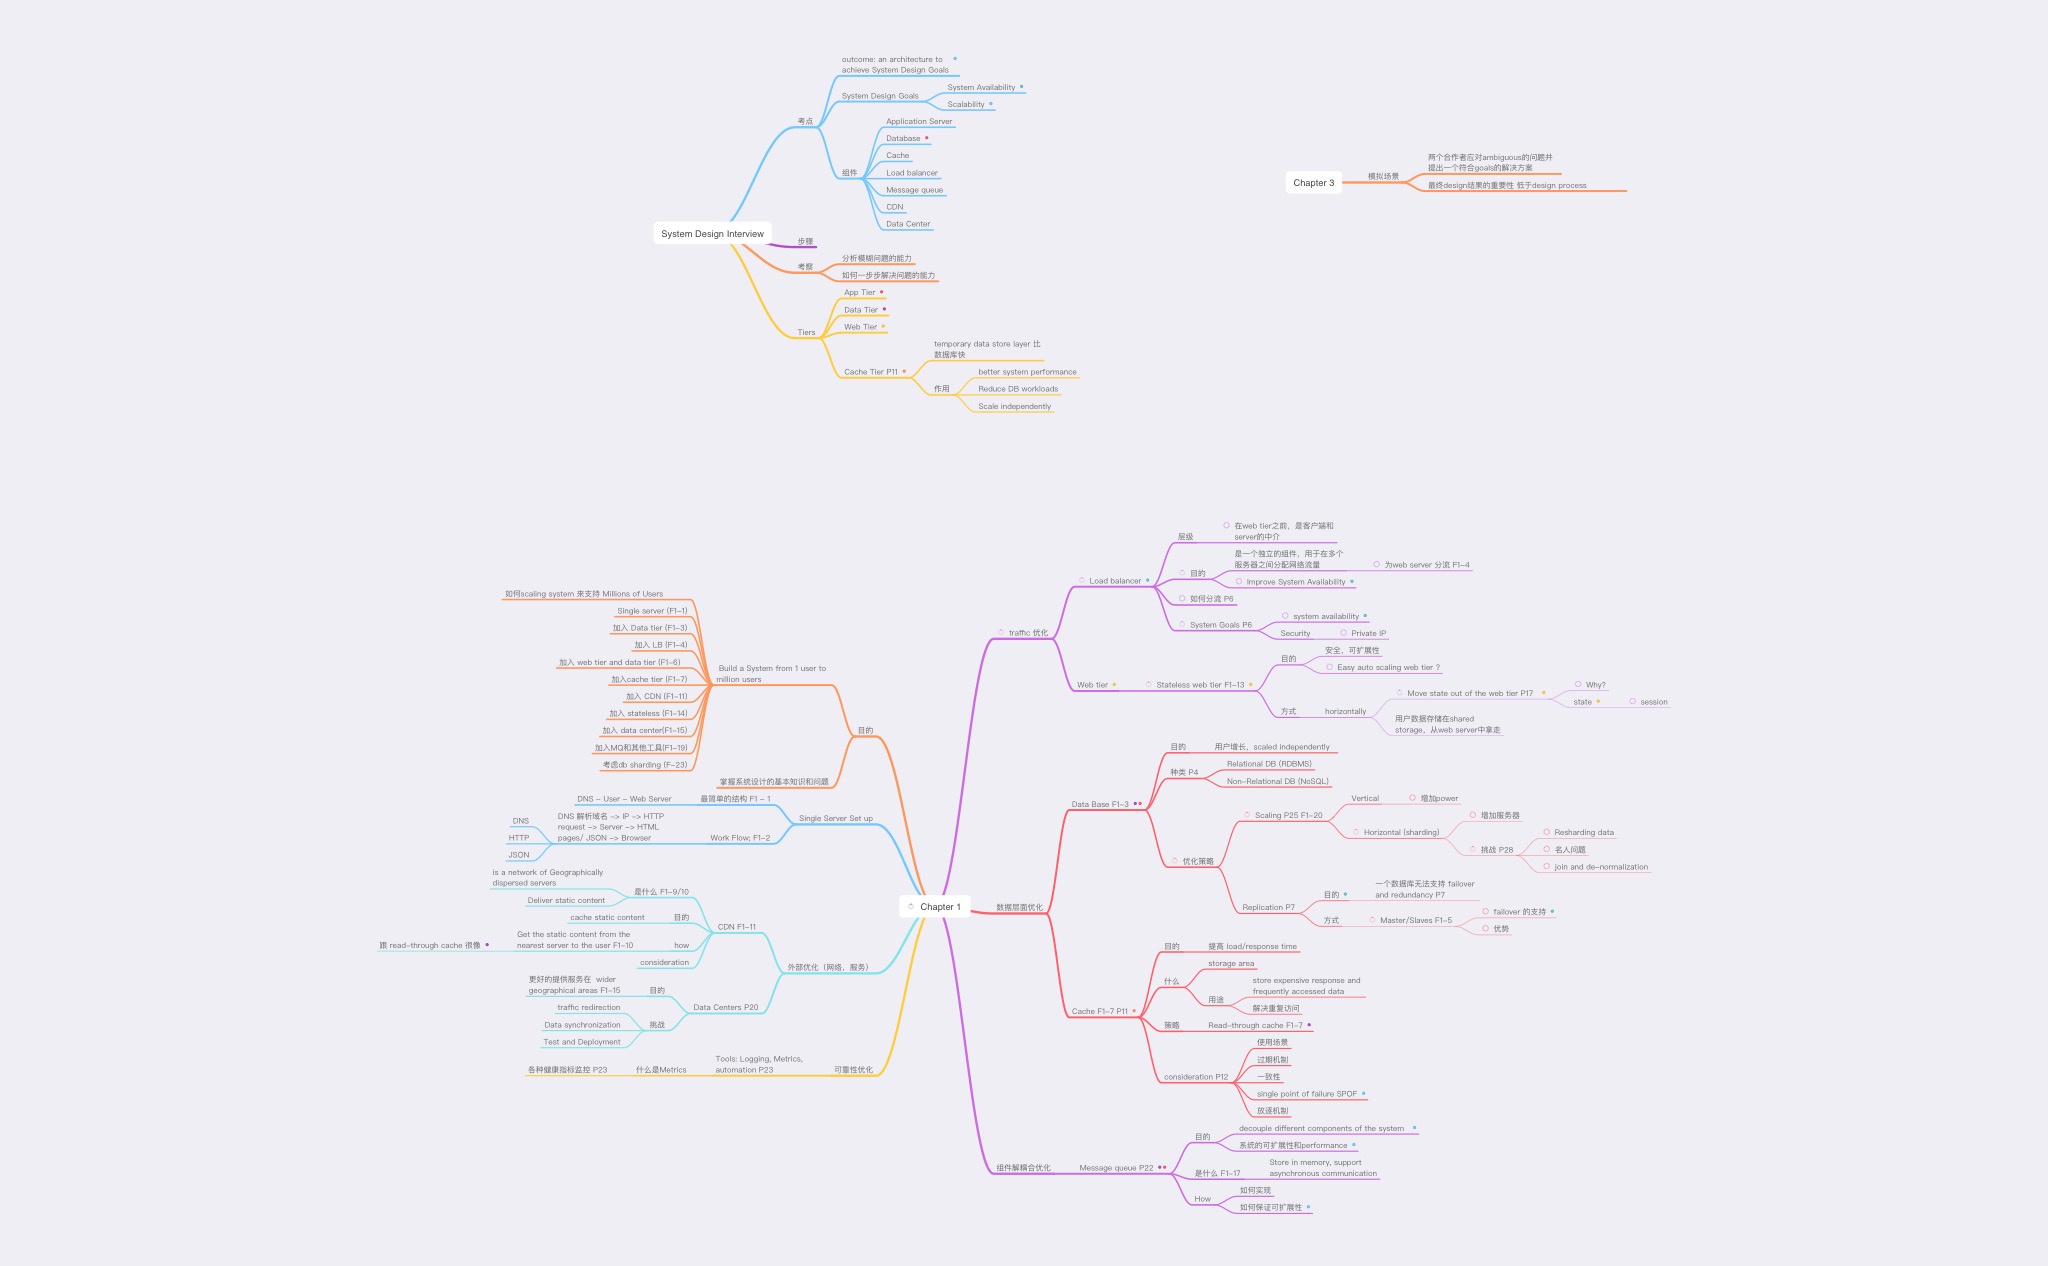 outcome: an architecture to
achieve System Design Goals
System Design Goals
System Availability
Scalability
考点
组件
Application Server
Database
Cache
Load balancer
Message queue
CDN
Data Center
System Design Interview
步骤
考察
分析模糊问题的能力
如何一步步解决问题的能力
Tiers
App Tier
Data Tier
Web Tier
Cache Tier P11
temporary data store layer 比
数据库快
作用
better system performance
Reduce DB workloads
Scale independently
Chapter 3
模拟场景
两个合作者应对ambiguous的问题并
提出一个符合goals的解决方案
最终design结果的重要性 低于design process
Chapter 1
目的
Build a System from 1 user to
million users
如何scaling system 来支持 Millions of Users
Single server (F1-1)
加入 Data tier (F1-3)
加入 LB (F1-4)
加入 web tier and data tier (F1-6)
加入cache tier (F1-7)
加入 CDN (F1-11)
加入 stateless (F1-14)
加入 data center(F1-15)
加入MQ和其他工具(F1-19)
考虑db sharding (F-23)
掌握系统设计的基本知识和问题
Single Server Set up
最简单的结构 F1 - 1
DNS - User - Web Server
Work Flow; F1-2
DNS 解析域名 -> IP -> HTTP
request -> Server -> HTML
pages/ JSON -> Browser
DNS
HTTP
JSON
外部优化（网络，服务）
CDN F1-11
是什么 F1-9/10
is a network of Geographically
dispersed servers
Deliver static content
目的
cache static content
how
Get the static content from the
nearest server to the user F1-10
跟 read-through cache 很像
consideration
Data Centers P20
目的
更好的提供服务在 wider
geographical areas F1-15
挑战
traffic redirection
Data synchronization
Test and Deployment
可靠性优化
Tools: Logging, Metrics,
automation P23
什么是Metrics
各种健康指标监控 P23
traffic 优化
Load balancer
层级
在web tier之前，是客户端和
server的中介
目的
是一个独立的组件，用于在多个
服务器之间分配网络流量
为web server 分流 F1-4
Improve System Availability
如何分流 P6
System Goals P6
system availability
Security
Private IP
Web tier
Stateless web tier F1-13
目的
安全，可扩展性
Easy auto scaling web tier ?
方式
horizontally
Move state out of the web tier P17
Why?
state
session
用户数据存储在shared
storage，从web server中拿走
数据层面优化
Data Base F1-3
目的
用户增长，scaled independently
种类 P4
Relational DB (RDBMS)
Non-Relational DB (NoSQL)
优化策略
Scaling P25 F1-20
Vertical
增加power
Horizontal (sharding)
增加服务器
挑战 P28
Resharding data
名人问题
join and de-normalization
Replication P7
目的
一个数据库无法支持 failover
and redundancy P7
方式
Master/Slaves F1-5
failover 的支持
优势
Cache F1-7 P11
目的
提高 load/response time
什么
storage area
用途
store expensive response and
frequently accessed data
解决重复访问
策略
Read-through cache F1-7
consideration P12
使用场景
过期机制
一致性
single point of failure SPOF
放逐机制
组件解耦合优化
Message queue P22
目的
decouple different components of the system
系统的可扩展性和performance
是什么 F1-17
Store in memory, support
asynchronous communication
How
如何实现
如何保证可扩展性